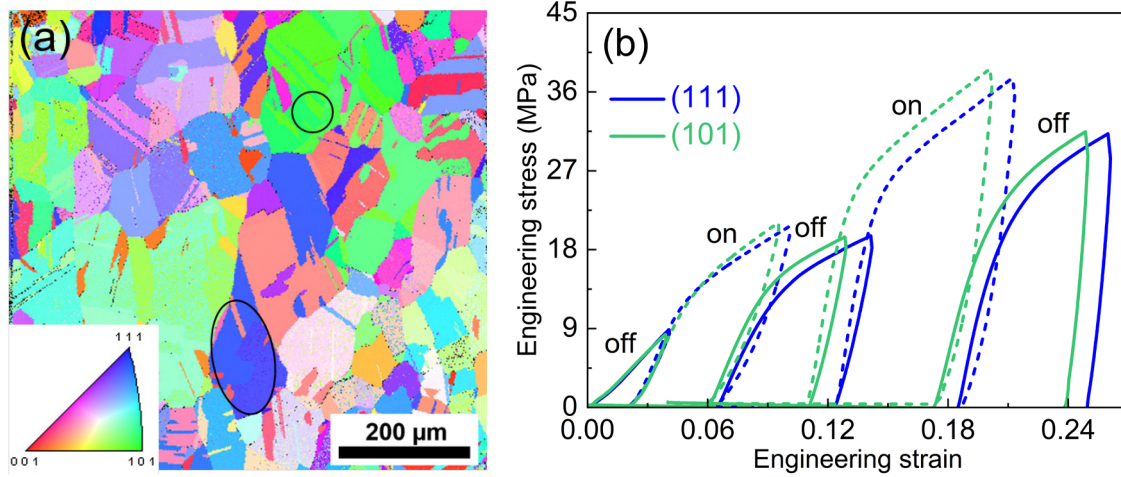 (a)
111
001
101
200 μm
(b)
Engineering stress (MPa)
45
36
27
18
9
0
(111)
(101)
on
off
on
off
off
0.00
0.06
0.12
0.18
0.24
Engineering strain